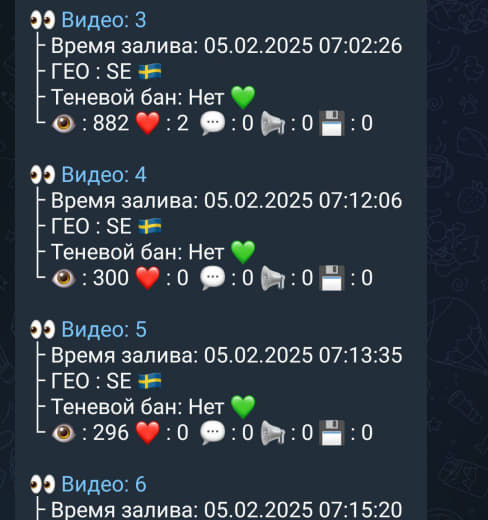 👀 Видео: 3
├ Время залива: 05.02.2025 07:02:26
├ ГЕО : SE 🇸🇪
├ Теневой бан: Нет 💚
└ 👁 : 882 ❤️ : 2 💬 : 0 📢 : 0 💾 : 0
👀 Видео: 4
├ Время залива: 05.02.2025 07:12:06
├ ГЕО : SE 🇸🇪
├ Теневой бан: Нет 💚
└ 👁 : 300 ❤️ : 0 💬 : 0 📢 : 0 💾 : 0
👀 Видео: 5
├ Время залива: 05.02.2025 07:13:35
├ ГЕО : SE 🇸🇪
├ Теневой бан: Нет 💚
└ 👁 : 296 ❤️ : 0 💬 : 0 📢 : 0 💾 : 0
👀 Видео: 6
├ Время залива: 05.02.2025 07:15:20